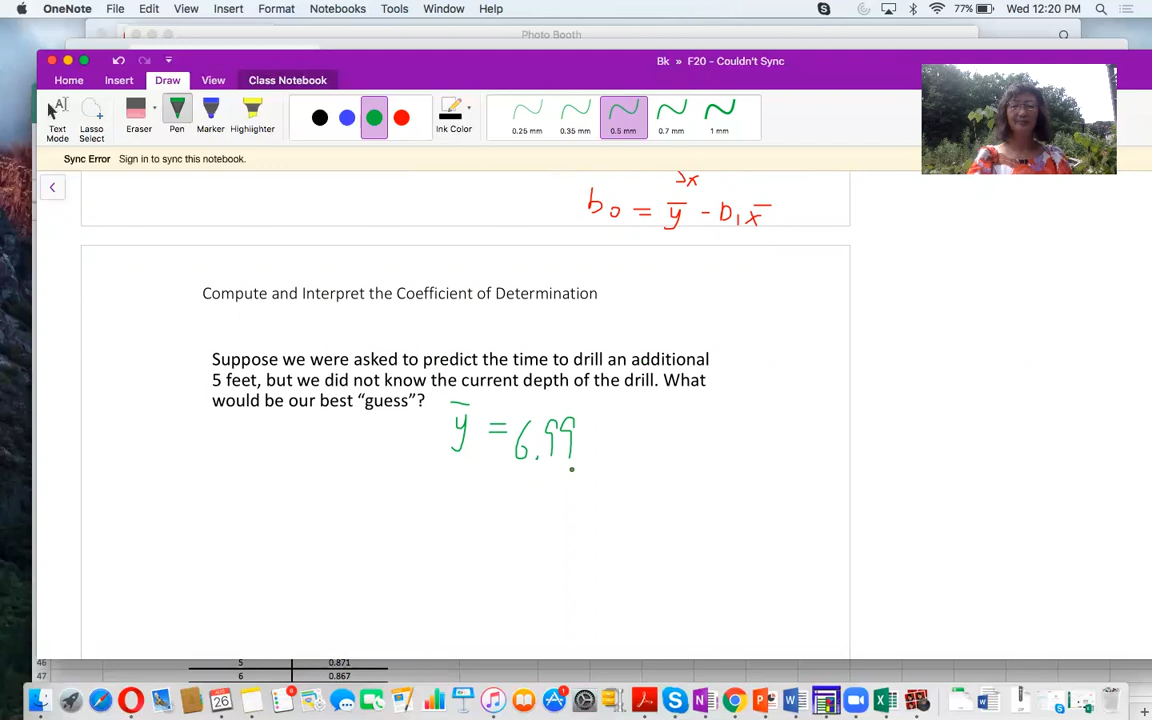 OneNote File Edit View Insert Format Notebooks Tools Window Help 77% Wed 12:20 PM
Photo Booth
Bk » F20 - Couldn't Sync
Home Insert Draw View Class Notebook
Text Mode
Lasso Select
Eraser
Pen
Marker
Highlighter
Ink Color
0.25 mm
0.35 mm
0.5 mm
0.7 mm
1 mm
Sync Error Sign in to sync this notebook.
b₀ = y̅ - b₁x̅
Compute and Interpret the Coefficient of Determination
Suppose we were asked to predict the time to drill an additional
5 feet, but we did not know the current depth of the drill. What
would be our best “guess”?
y̅ = 6.99
46 5 0.871
47 6 0.867